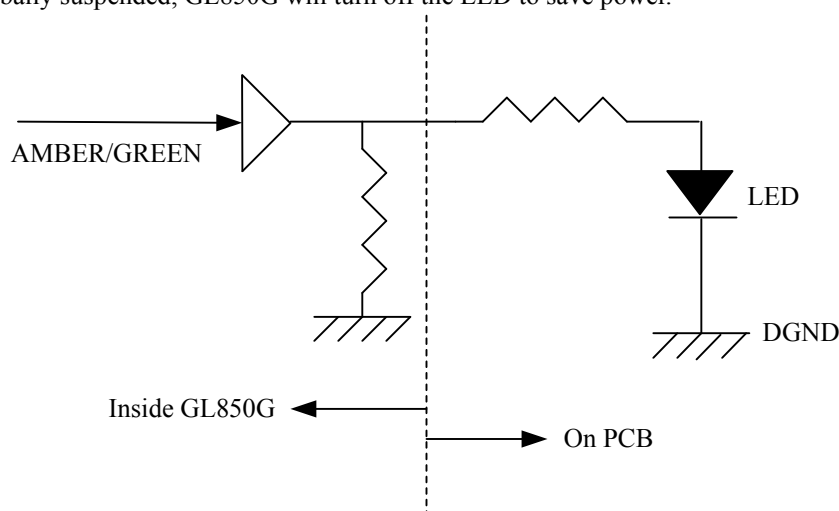 suspended, GL850G will turn off the LED to save power.
AMBER/GREEN
LED
DGND
Inside GL850G
On PCB